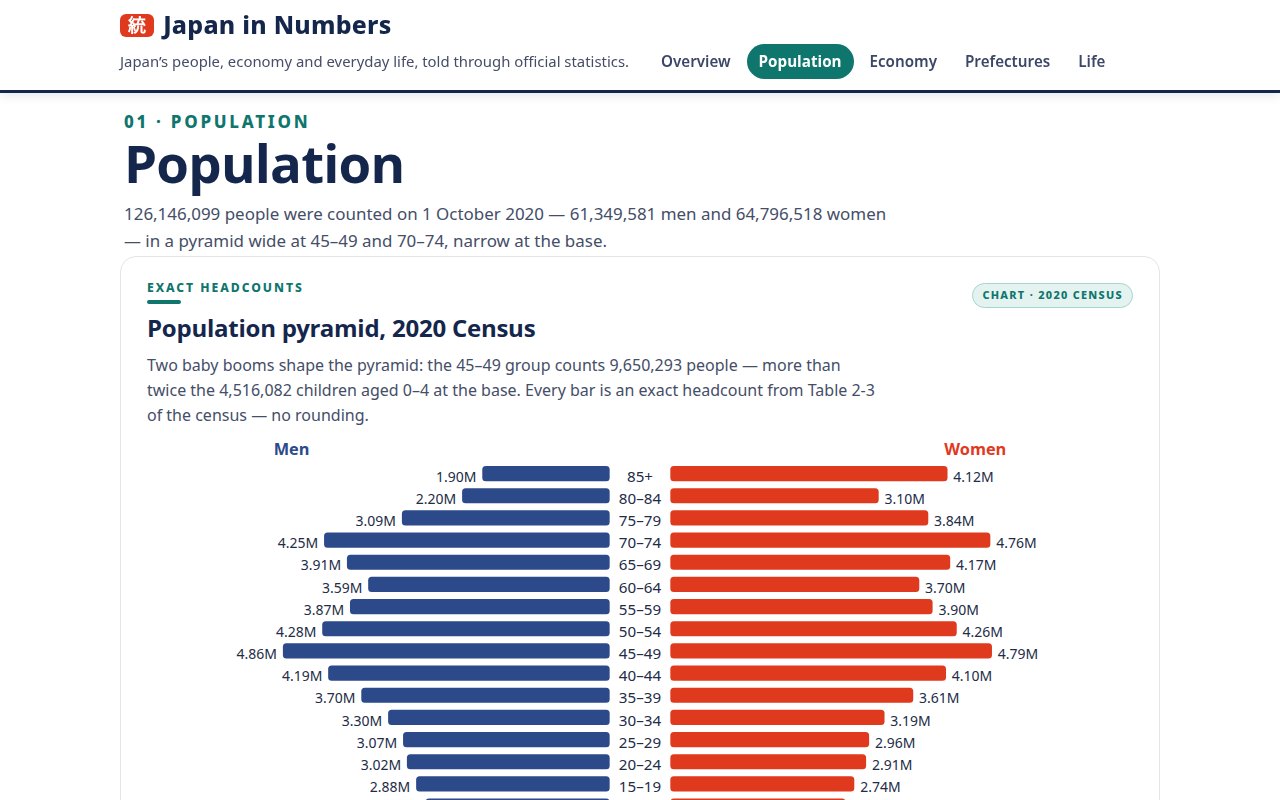 統 Japan in Numbers
Japan's people, economy and everyday life, told through official statistics.
Overview Population Economy Prefectures Life
01 · POPULATION
Population
126,146,099 people were counted on 1 October 2020 — 61,349,581 men and 64,796,518 women
— in a pyramid wide at 45–49 and 70–74, narrow at the base.
EXACT HEADCOUNTS
CHART · 2020 CENSUS
Population pyramid, 2020 Census
Two baby booms shape the pyramid: the 45–49 group counts 9,650,293 people — more than
twice the 4,516,082 children aged 0–4 at the base. Every bar is an exact headcount from Table 2-3
of the census — no rounding.
Men Women
1.90M 85+ 4.12M
2.20M 80–84 3.10M
3.09M 75–79 3.84M
4.25M 70–74 4.76M
3.91M 65–69 4.17M
3.59M 60–64 3.70M
3.87M 55–59 3.90M
4.28M 50–54 4.26M
4.86M 45–49 4.79M
4.19M 40–44 4.10M
3.70M 35–39 3.61M
3.30M 30–34 3.19M
3.07M 25–29 2.96M
3.02M 20–24 2.91M
2.88M 15–19 2.74M